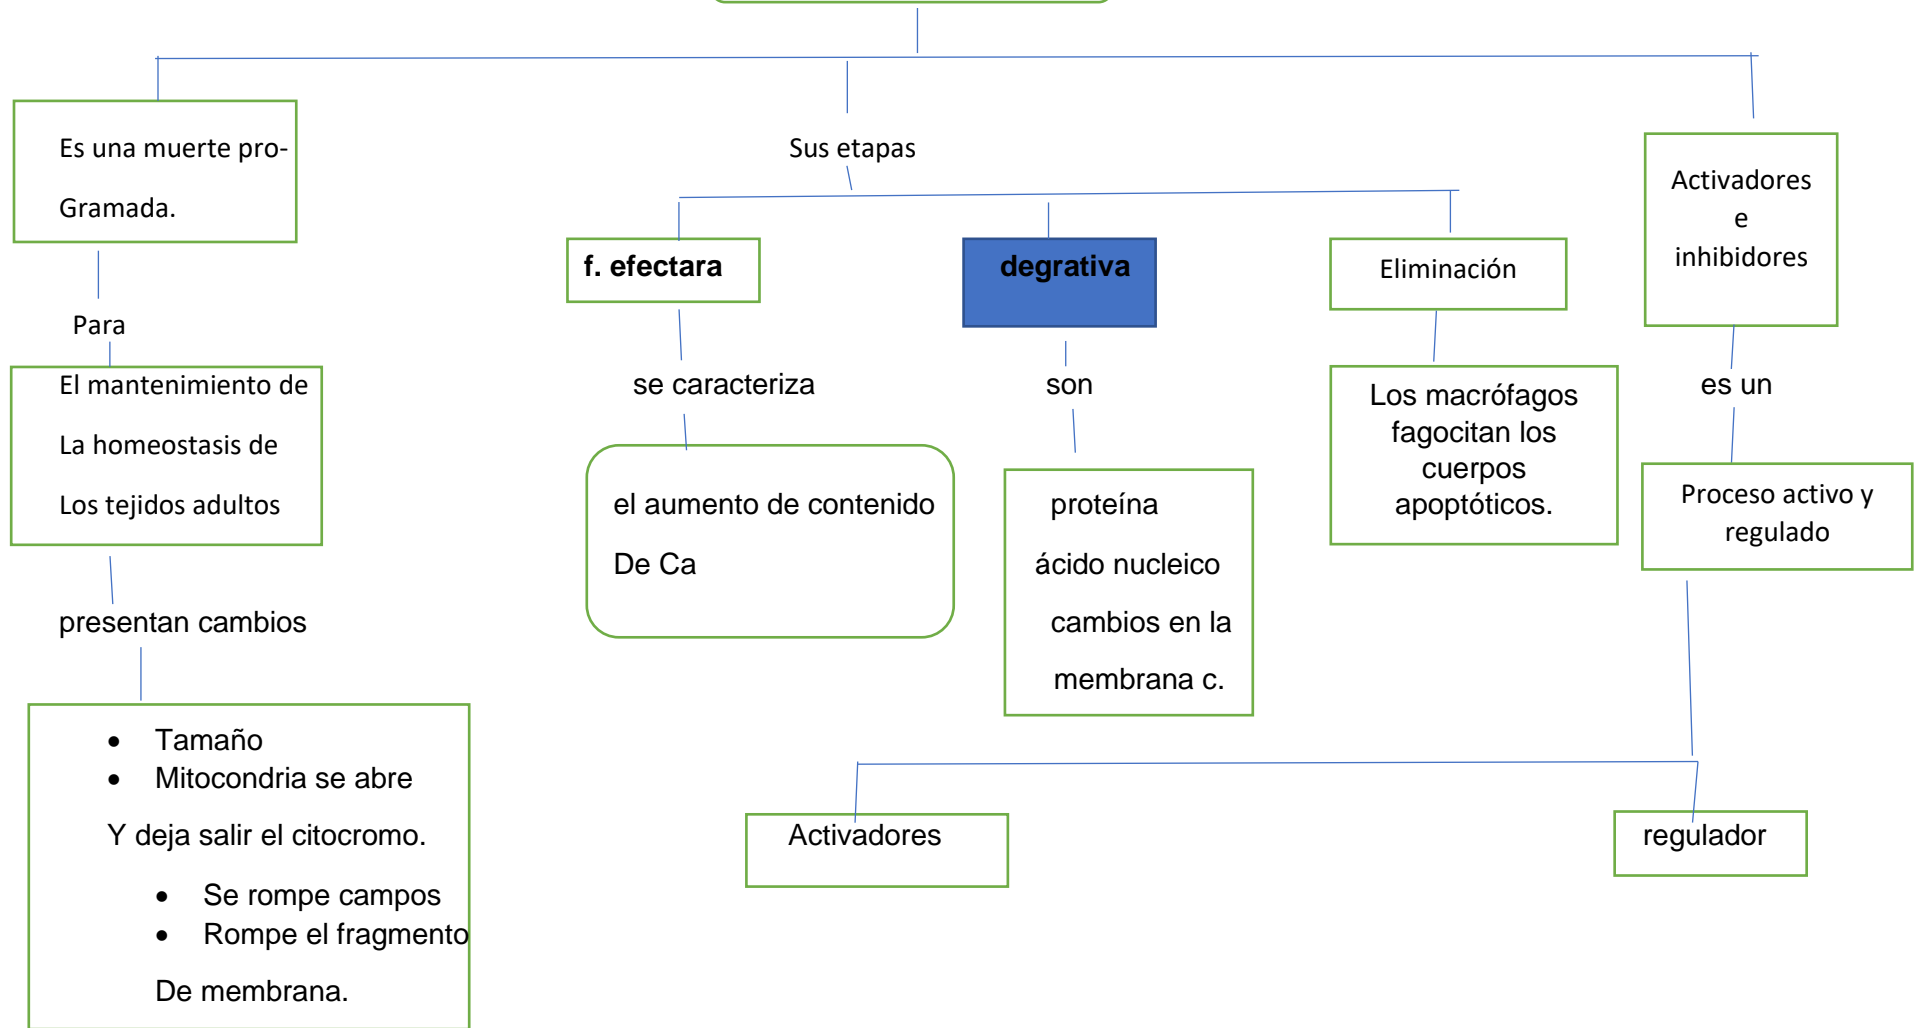 Es una muerte pro-
Gramada.
Para
El mantenimiento de
La homeostasis de
Los tejidos adultos
presentan cambios
• Tamaño
• Mitocondria se abre
Y deja salir el citocromo.
• Se rompe campos
• Rompe el fragmento
De membrana.
Sus etapas
f. efectara
se caracteriza
el aumento de contenido
De Ca
degrativa
son
proteína
ácido nucleico
cambios en la
membrana c.
Eliminación
Los macrófagos
fagocitan los
cuerpos
apoptóticos.
Activadores
e
inhibidores
es un
Proceso activo y
regulado
Activadores
regulador